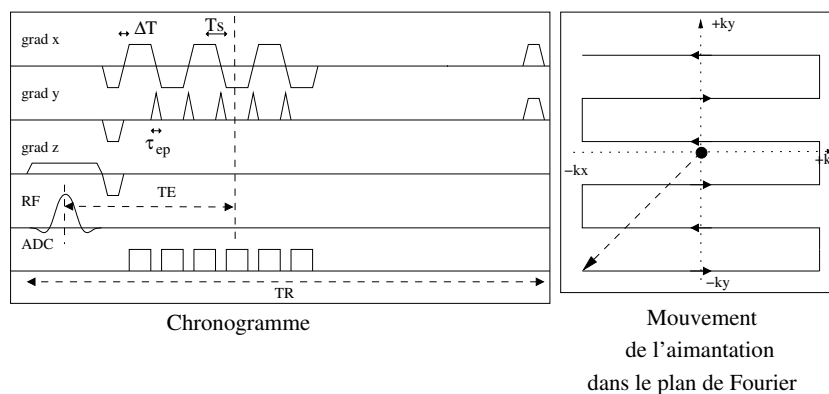 grad x
ΔT
Ts
grad y
τep
grad z
TE
RF
ADC
TR
Chronogramme
+ky
+k
−kx
−ky
Mouvement
de l'aimantation
dans le plan de Fourier